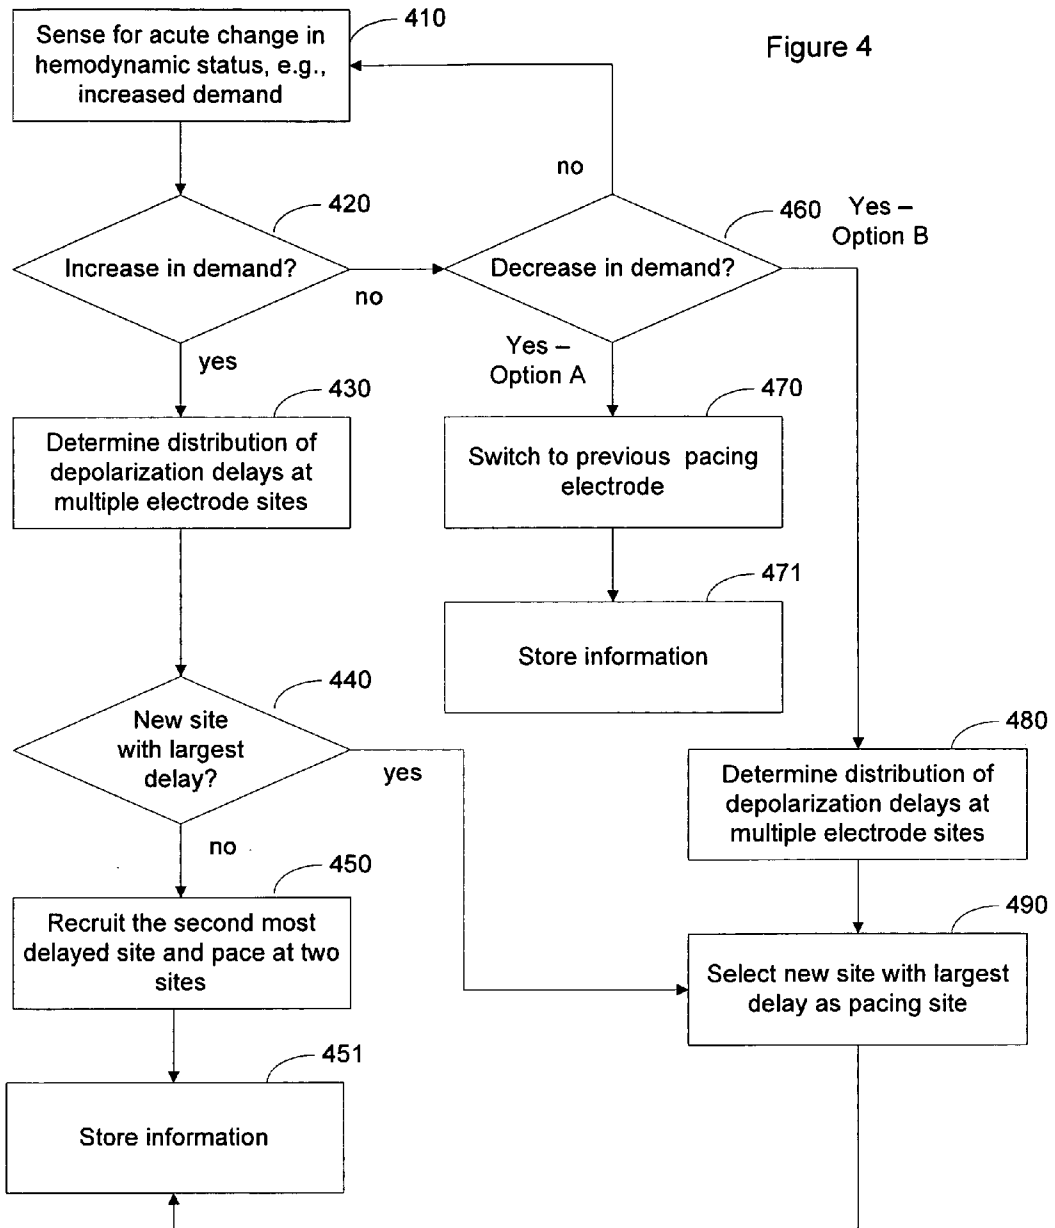 410
Sense for acute change in
hemodynamic status, e.g.,
increased demand
Figure 4
no
420
Increase in demand?
no
460
Yes –
Option B
Decrease in demand?
yes
Yes –
Option A
430
Determine distribution of
depolarization delays at
multiple electrode sites
470
Switch to previous pacing
electrode
471
Store information
440
New site
with largest
delay?
yes
no
480
Determine distribution of
depolarization delays at
multiple electrode sites
450
Recruit the second most
delayed site and pace at two
sites
490
Select new site with largest
delay as pacing site
451
Store information